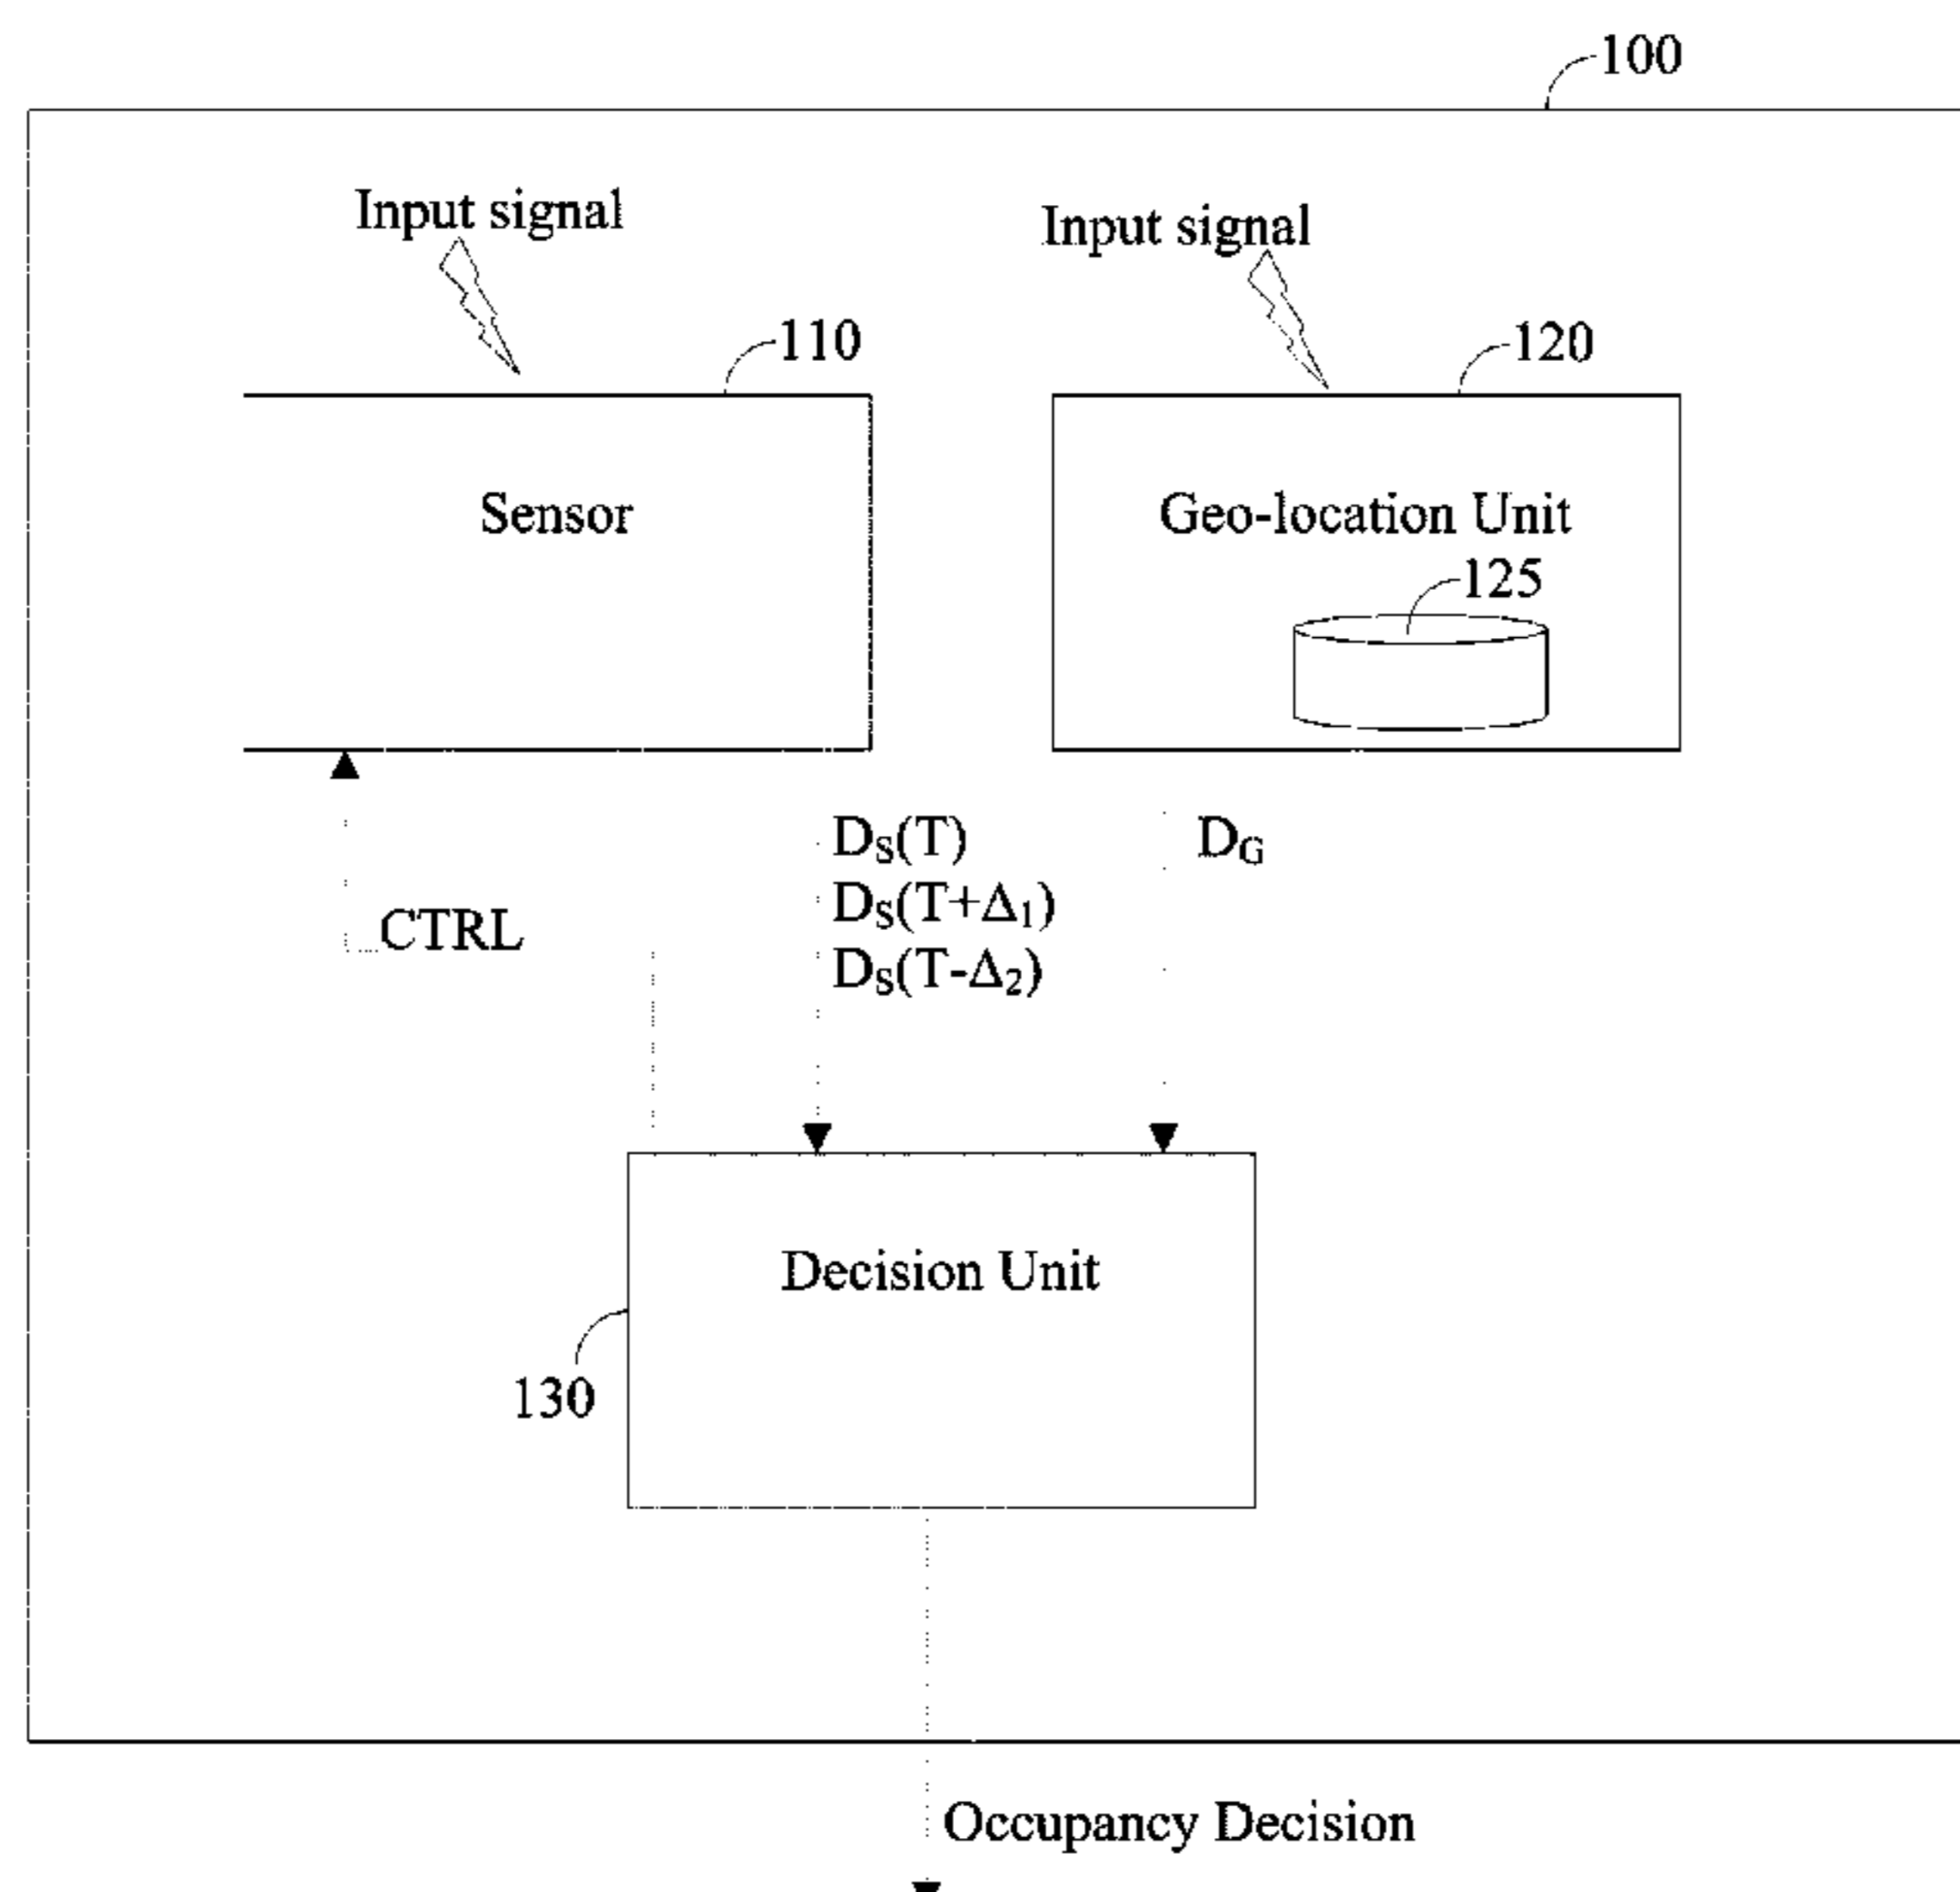 100
Input signal
Input signal
110
120
Sensor
Geo-location Unit
125
DS(T)
DG
DS(T+Δ1)
CTRL
DS(T-Δ2)
Decision Unit
130
Occupancy Decision